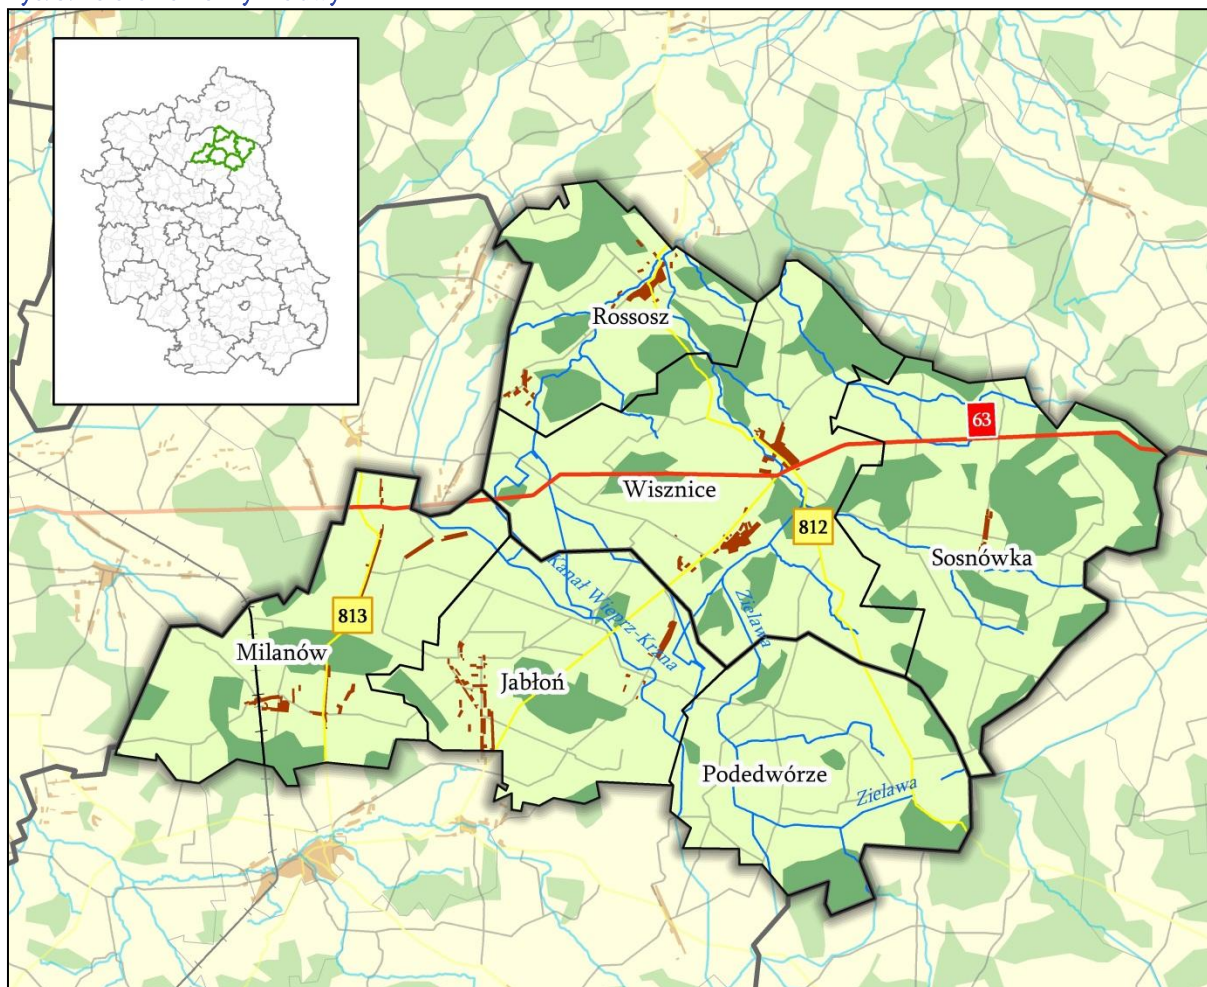 Rossosz
63
Wisznice
812
Sosnówka
Kanał Wieprz-Krzna
Zielawa
813
Milanów
Jabłoń
Podedwórze
Zielawa